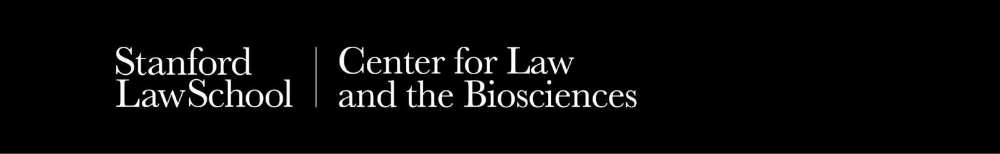 Stanford
LawSchool
Center for Law
and the Biosciences